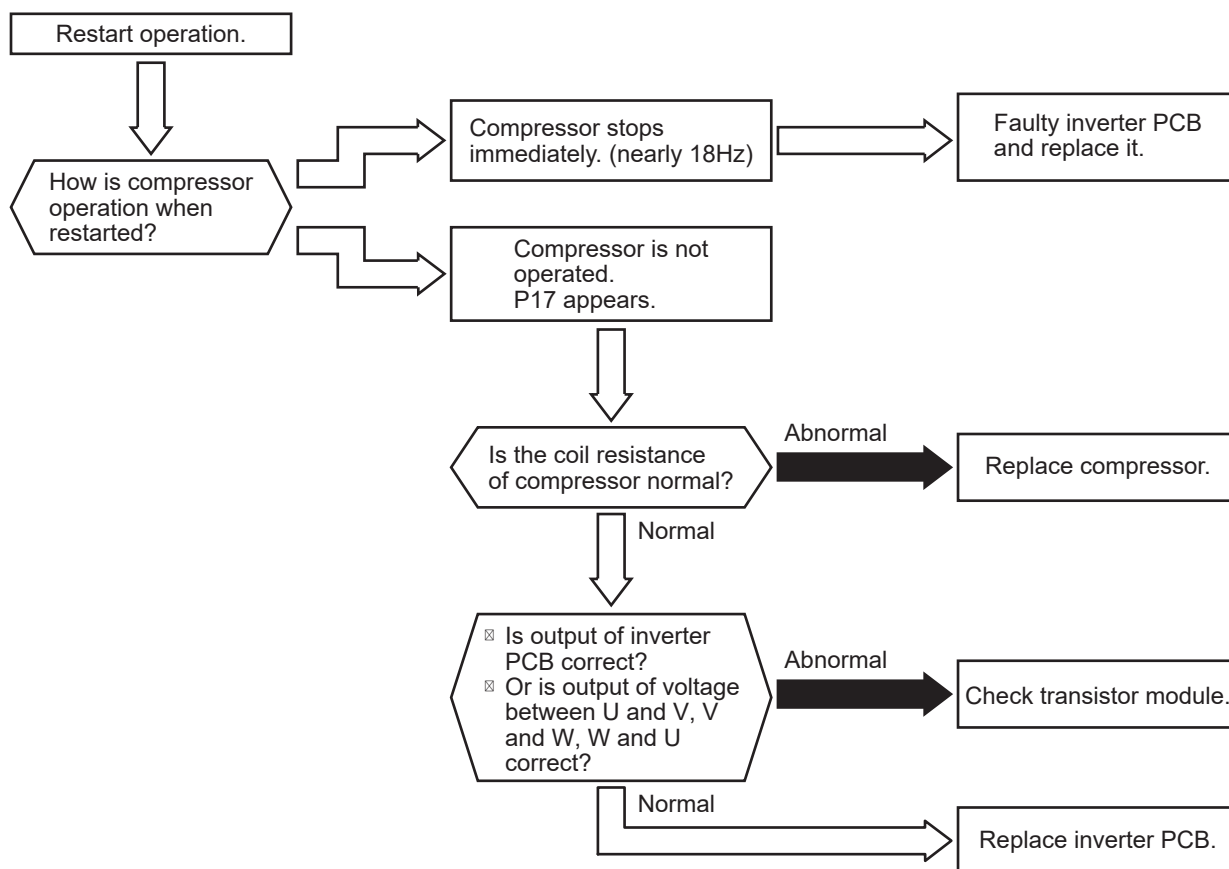 Restart operation.
How is compressor
operation when
restarted?
Compressor stops
immediately. (nearly 18Hz)
Faulty inverter PCB
and replace it.
Compressor is not
operated.
P17 appears.
Is the coil resistance
of compressor normal?
Abnormal
Replace compressor.
Normal
Is output of inverter
PCB correct?
Or is output of voltage
between U and V, V
and W, W and U
correct?
Abnormal
Check transistor module.
Normal
Replace inverter PCB.